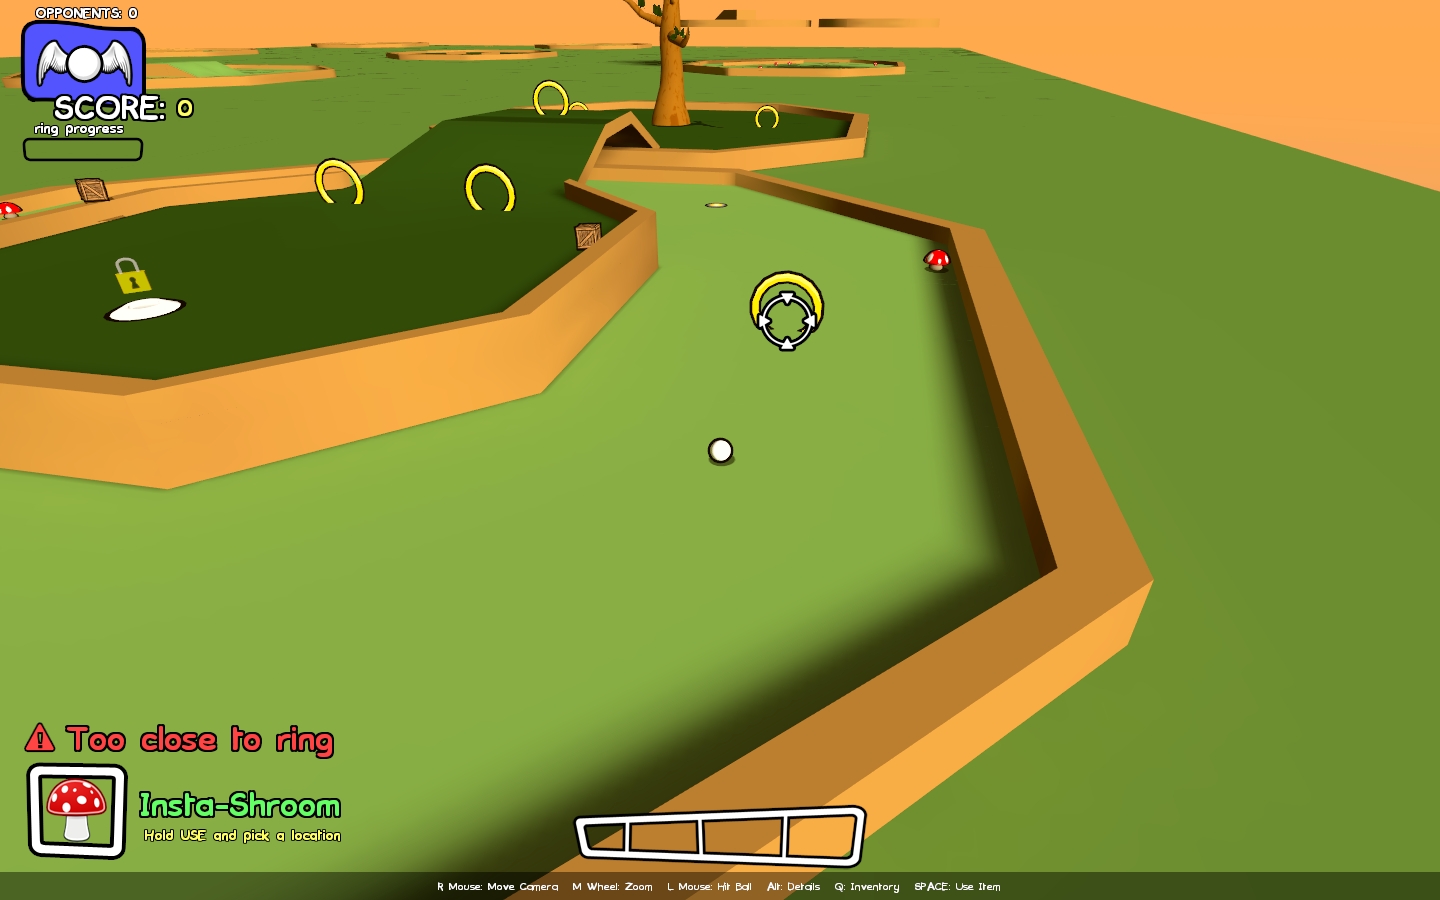 OPPONENTS: 0
SCORE: 0
ring progress
Too close to ring
Insta-Shroom
Hold USE and pick a location
R Mouse: Move Camera M Wheel: Zoom L Mouse: Hit Ball Alt: Details Q: Inventory SPACE: Use Item